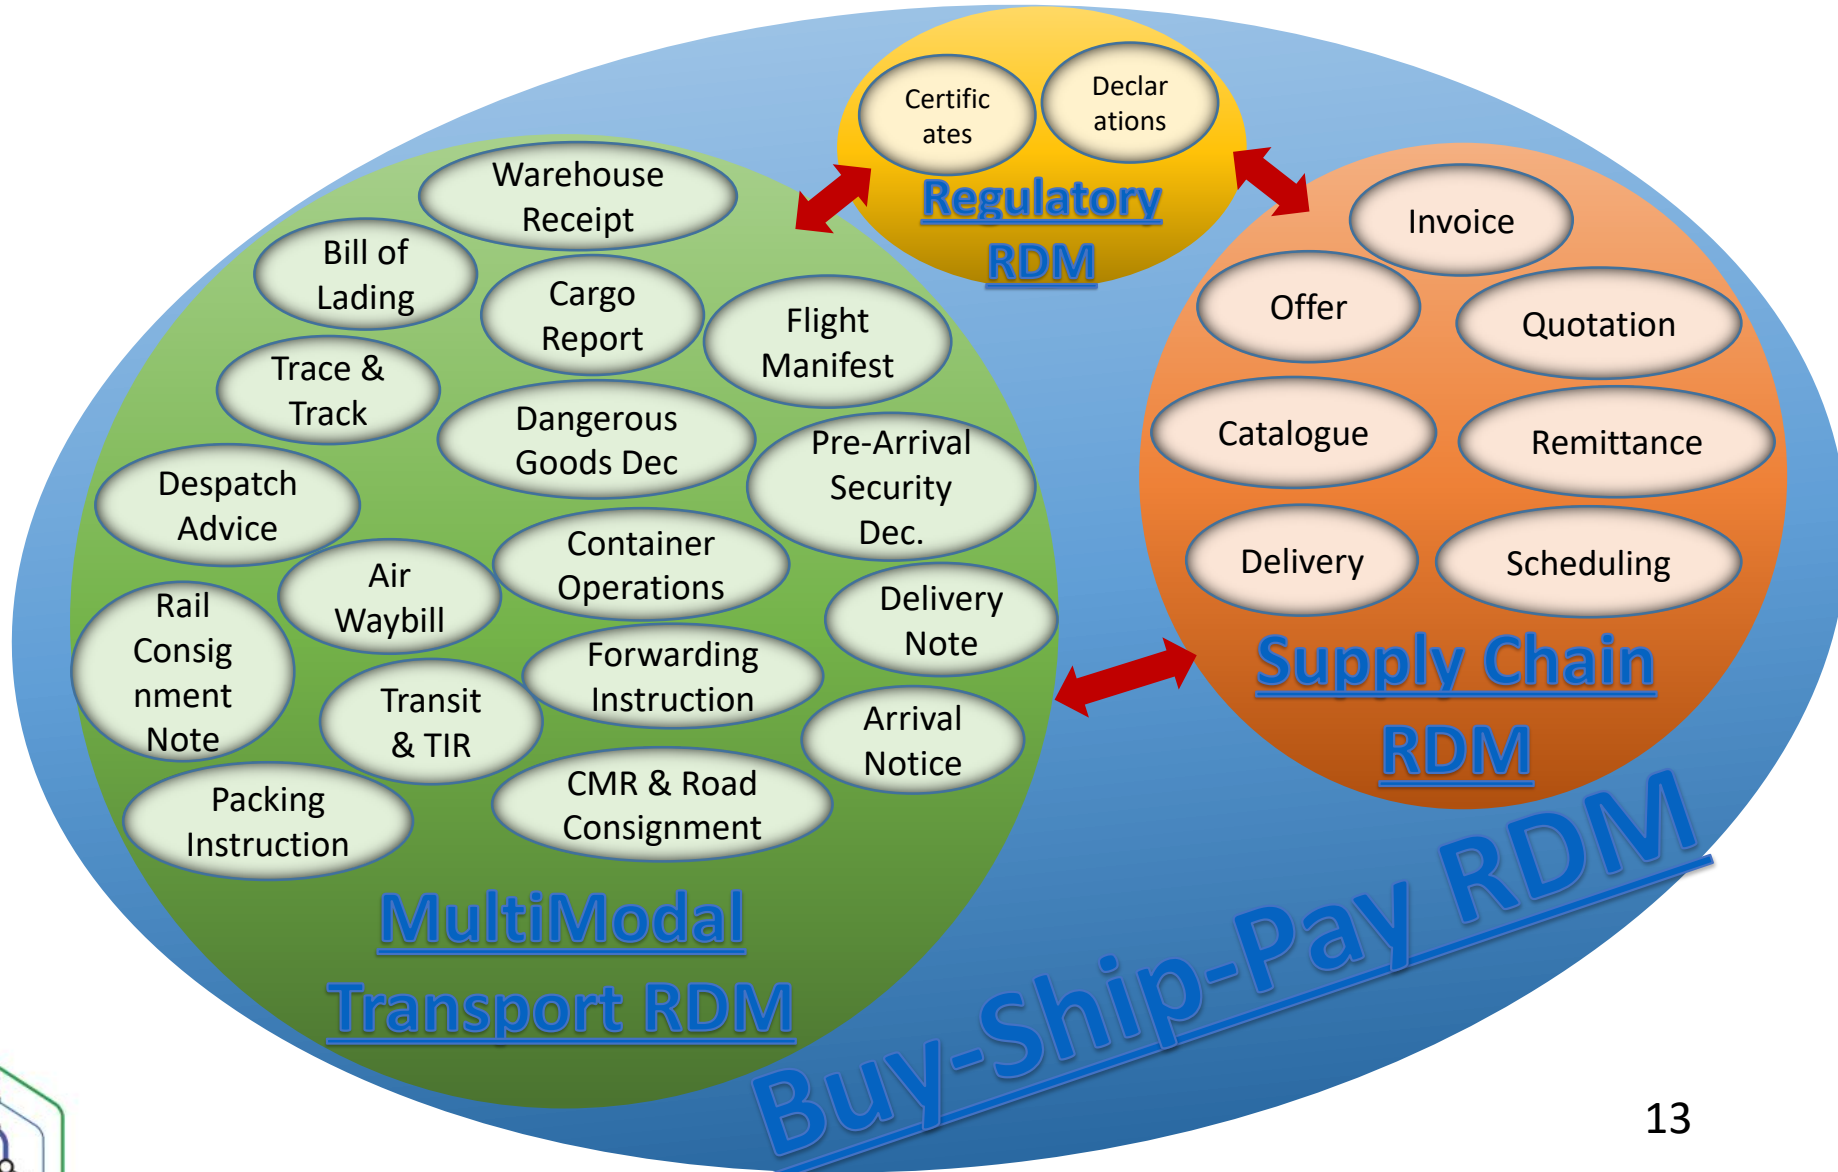 Certific
ates
Declar
ations
Regulatory
RDM
Warehouse
Receipt
Bill of
Lading
Cargo
Report
Flight
Manifest
Trace &
Track
Dangerous
Goods Dec
Pre-Arrival
Security
Dec.
Despatch
Advice
Air
Waybill
Container
Operations
Delivery
Note
Rail
Consig
nment
Note
Transit
& TIR
Forwarding
Instruction
Arrival
Notice
Packing
Instruction
CMR & Road
Consignment
MultiModal
Transport RDM
Invoice
Offer
Quotation
Catalogue
Remittance
Delivery
Scheduling
Supply Chain
RDM
Buy-Ship-Pay RDM
13